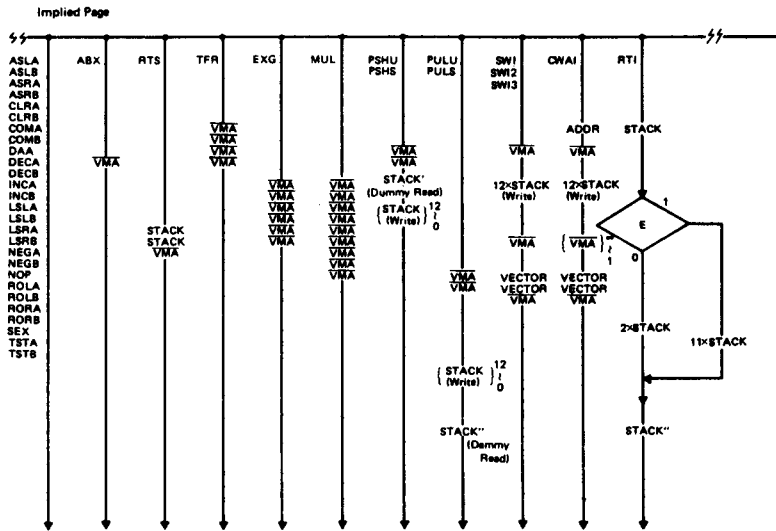 Implied Page
ASLA
ASLB
ASRA
ASRB
CLRA
CLRB
COMA
COMB
DAA
DECA
DECB
INCA
INCB
LSLA
LSLB
LSRA
LSRB
NEGA
NEGB
NOP
ROLA
ROLB
RORA
RORB
SEX
TSTA
TSTB
ABX
VMA
RTS
STACK
STACK
VMA
TFR
VMA
VMA
VMA
VMA
EXG
VMA
VMA
VMA
VMA
VMA
VMA
MUL
VMA
VMA
VMA
VMA
VMA
VMA
VMA
VMA
VMA
PSHU
PSHS
VMA
VMA
STACK'
(Dummy Read)
{STACK}12
(Write) ~
0
PULU
PULS
VMA
VMA
{STACK}12
(Write) ~
0
STACK''
(Dummy
Read)
SWI
SWI2
SWI3
VMA
12×STACK
(Write)
VMA
VECTOR
VECTOR
VMA
CWAI
ADDR
VMA
12×STACK
(Write)
{VMA}∞
~
1
VECTOR
VECTOR
VMA
RTI
STACK
E
1
0
2×STACK
11×STACK
STACK''